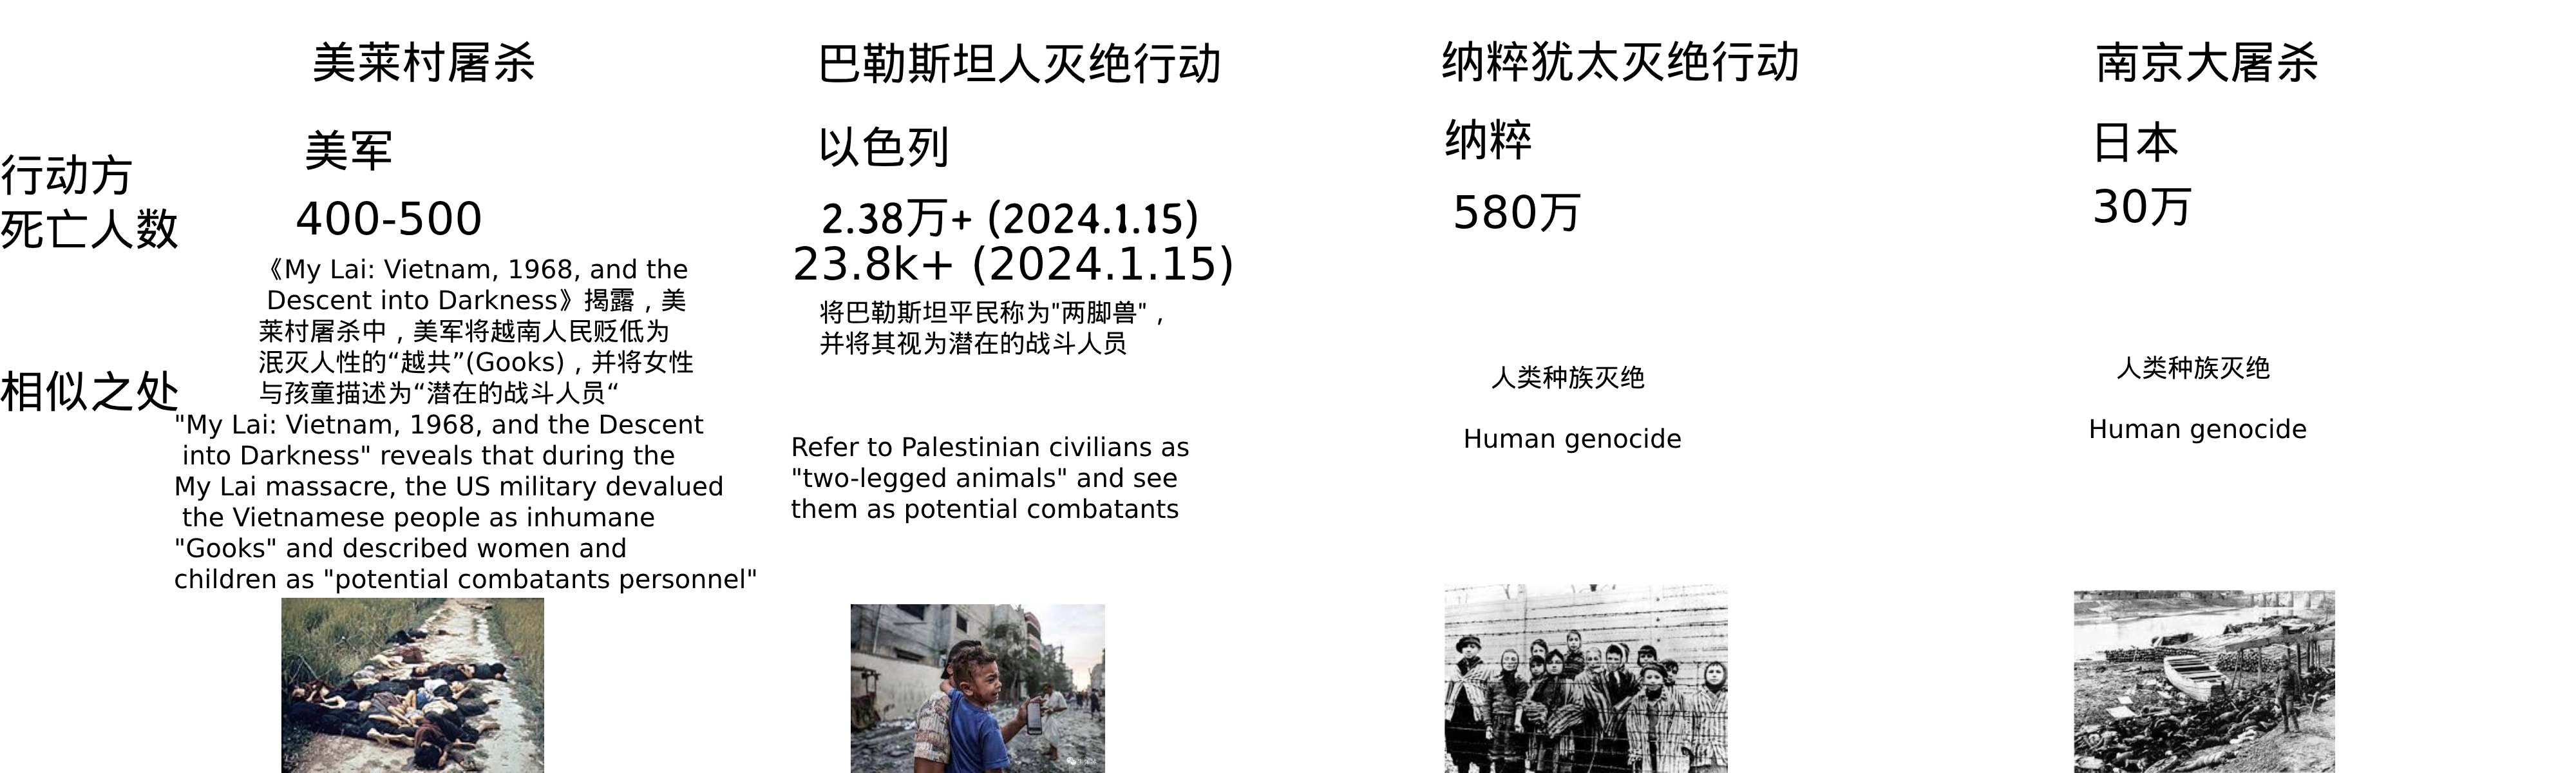 美莱村屠杀
巴勒斯坦人灭绝行动
纳粹犹太灭绝行动
南京大屠杀
行动方
美军
以色列
纳粹
日本
死亡人数
400-500
2.38万+ (2024.1.15)
23.8k+ (2024.1.15)
580万
30万
相似之处
《My Lai: Vietnam, 1968, and the
Descent into Darkness》揭露，美
莱村屠杀中，美军将越南人民贬低为
泯灭人性的“越共”(Gooks)，并将女性
与孩童描述为“潜在的战斗人员“
"My Lai: Vietnam, 1968, and the Descent
into Darkness" reveals that during the
My Lai massacre, the US military devalued
the Vietnamese people as inhumane
"Gooks" and described women and
children as "potential combatants personnel"
将巴勒斯坦平民称为"两脚兽"，
并将其视为潜在的战斗人员
Refer to Palestinian civilians as
"two-legged animals" and see
them as potential combatants
人类种族灭绝
Human genocide
人类种族灭绝
Human genocide